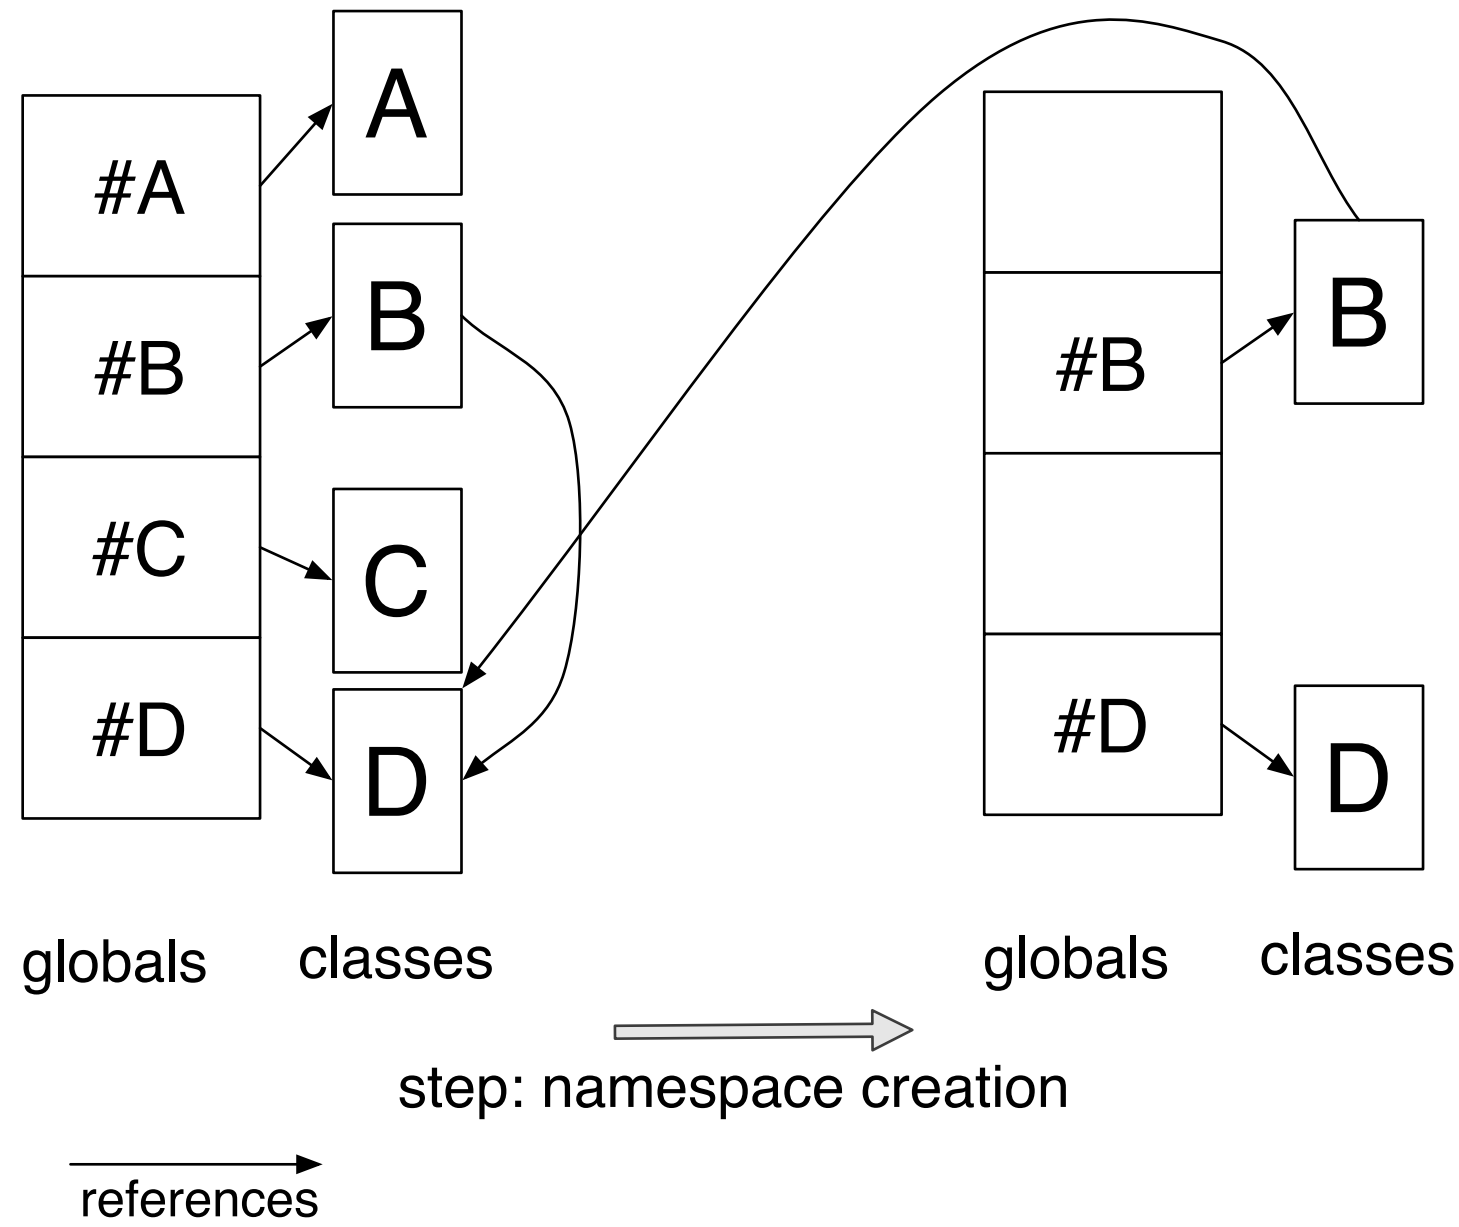 #A
#B
#C
#D
A
B
C
D
globals
classes
#B
#D
B
D
globals
classes
step: namespace creation
references